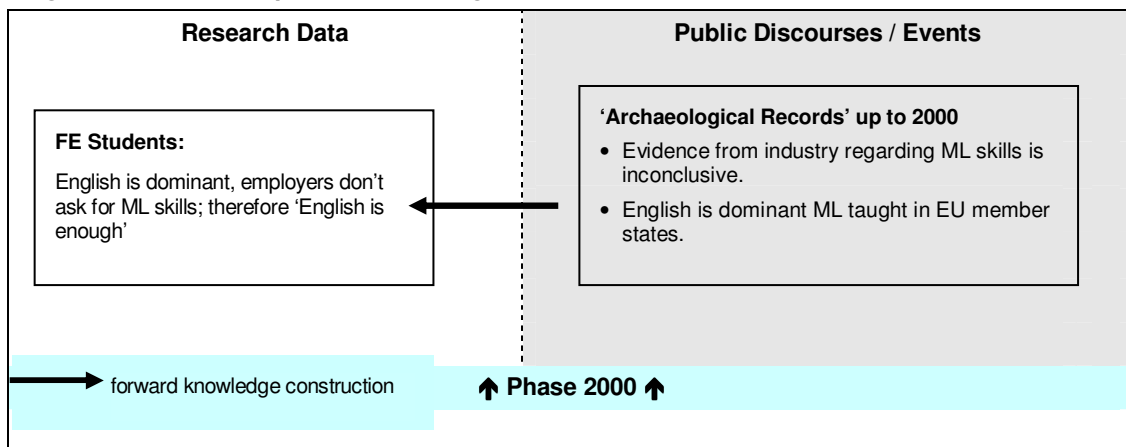 Research Data
Public Discourses / Events
FE Students:
English is dominant, employers don't
ask for ML skills; therefore 'English is
enough'
'Archaeological Records' up to 2000
• Evidence from industry regarding ML skills is
inconclusive.
• English is dominant ML taught in EU member
states.
forward knowledge construction
Phase 2000